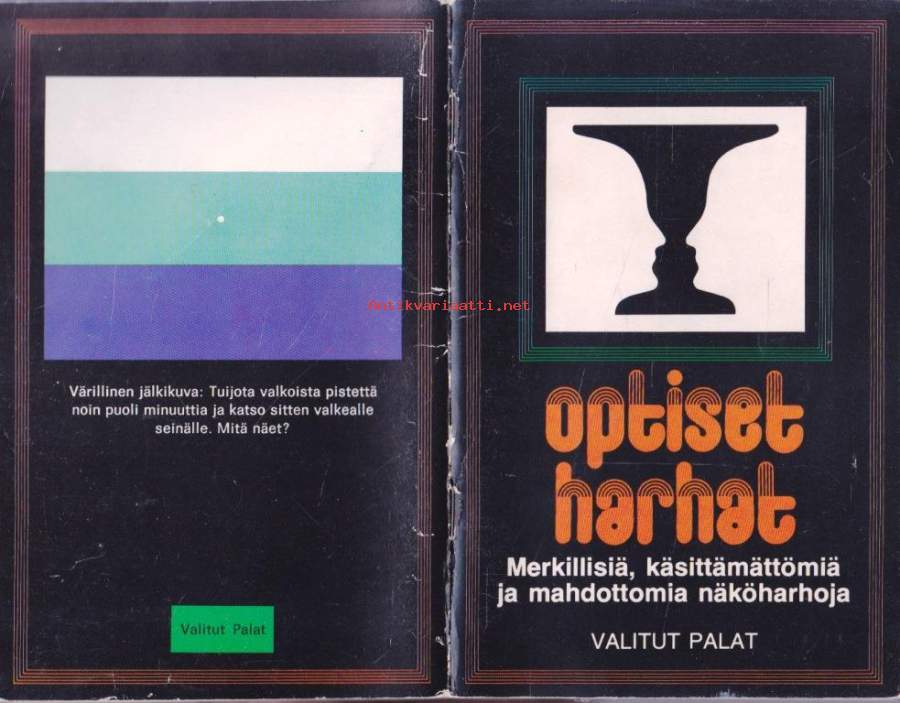 Värillinen jälkikuva: Tuijota valkoista pistettä
noin puoli minuuttia ja katso sitten valkealle
seinälle. Mitä näet?
Valitut Palat
Antikvariaatti.net
optiset
harhat
Merkillisiä, käsittämättömiä
ja mahdottomia näköharhoja
VALITUT PALAT